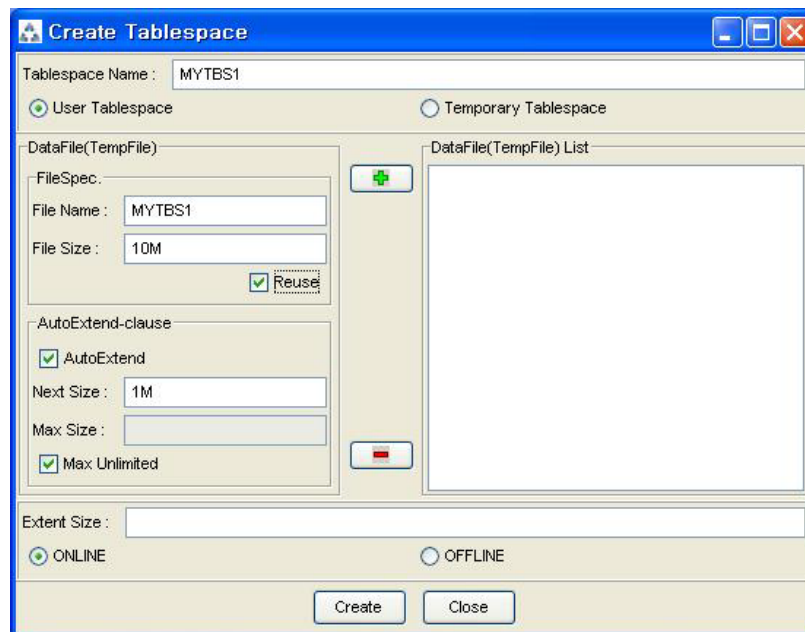 Create Tablespace
Tablespace Name : MYTBS1
User Tablespace Temporary Tablespace
DataFile(TempFile) DataFile(TempFile) List
FileSpec.
File Name : MYTBS1
File Size : 10M
Reuse
AutoExtend-clause
AutoExtend
Next Size : 1M
Max Size :
Max Unlimited
Extent Size :
ONLINE OFFLINE
Create Close